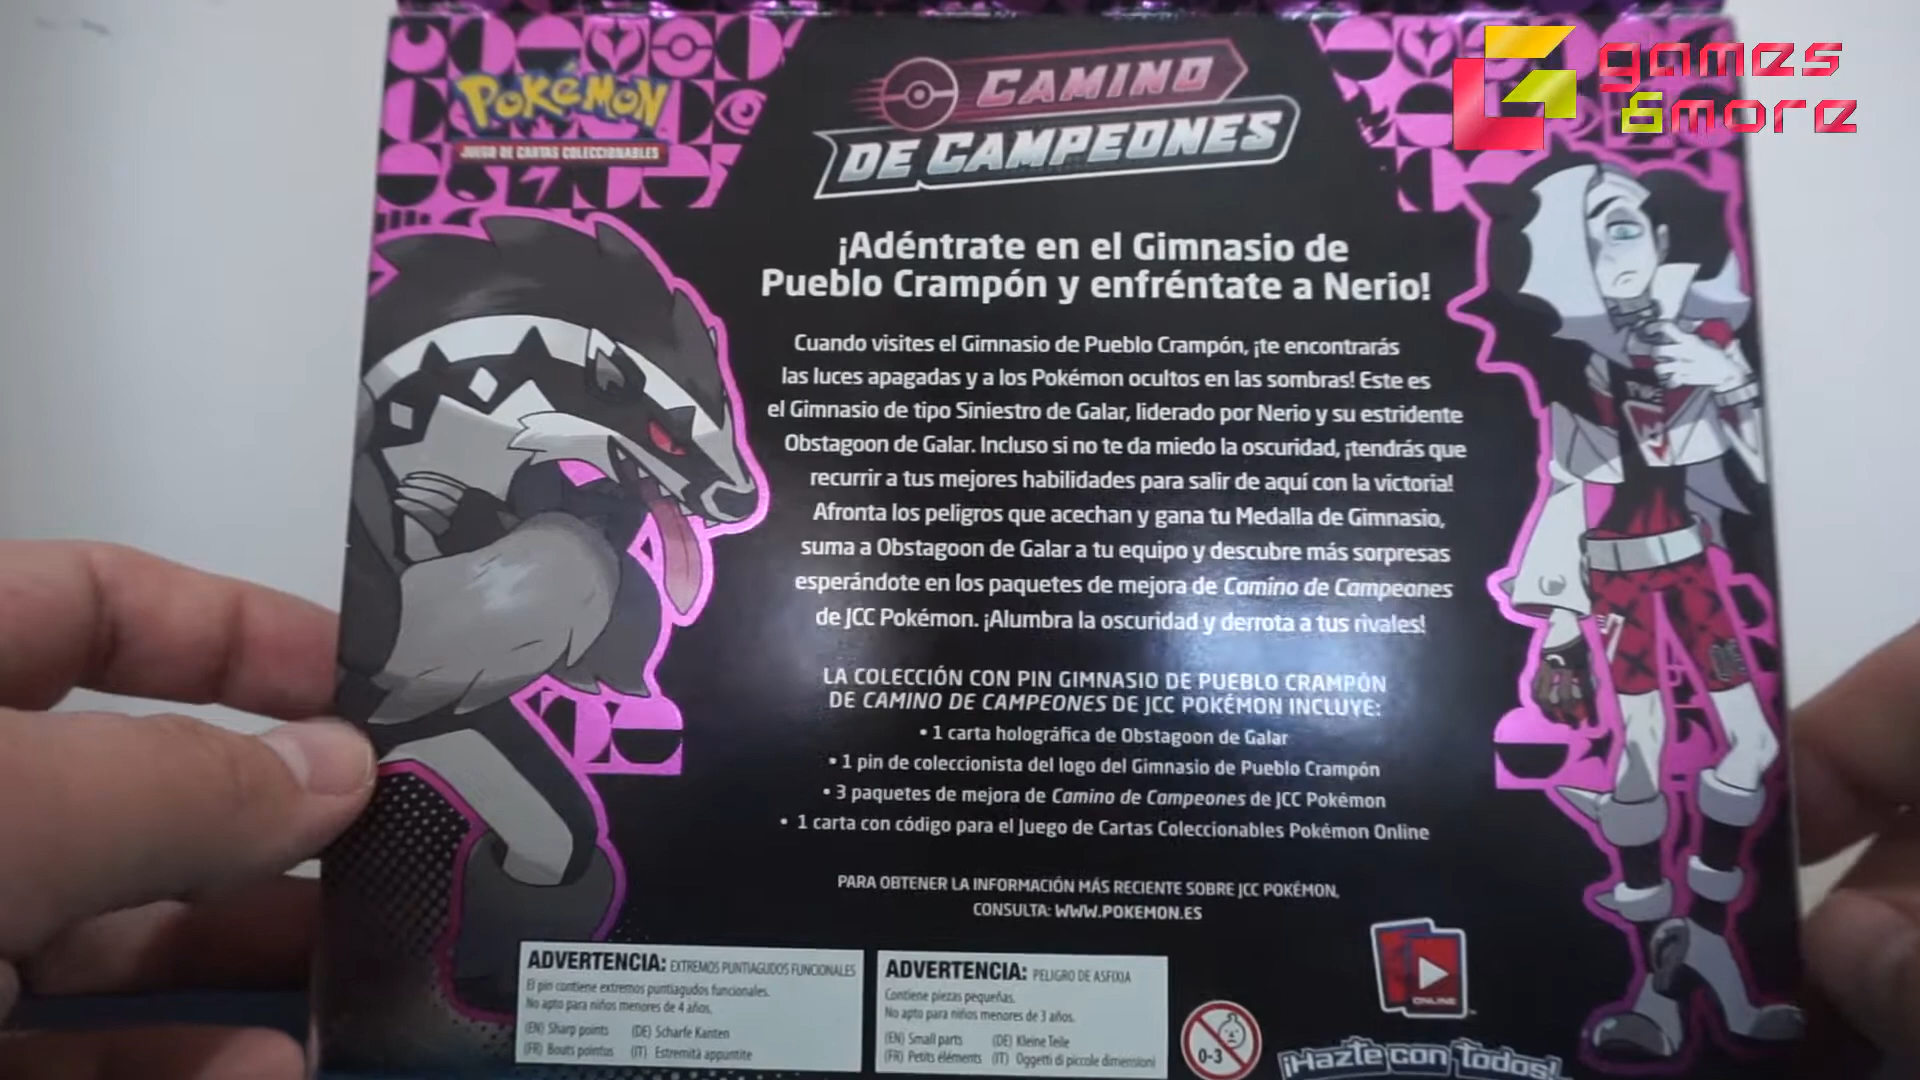 POKÉMON
JUEGO DE CARTAS COLECCIONABLES
CAMINO
DE CAMPEONES
games
&more
¡Adéntrate en el Gimnasio de
Pueblo Crampón y enfréntate a Nerio!
Cuando visites el Gimnasio de Pueblo Crampón, ¡te encontrarás
las luces apagadas y a los Pokémon ocultos en las sombras! Este es
el Gimnasio de tipo Siniestro de Galar, liderado por Nerio y su estridente
Obstagoon de Galar. Incluso si no te da miedo la oscuridad, ¡tendrás que
recurrir a tus mejores habilidades para salir de aquí con la victoria!
Afronta los peligros que acechan y gana tu Medalla de Gimnasio,
suma a Obstagoon de Galar a tu equipo y descubre más sorpresas
esperándote en los paquetes de mejora de Camino de Campeones
de JCC Pokémon. ¡Alumbra la oscuridad y derrota a tus rivales!
LA COLECCIÓN CON PIN GIMNASIO DE PUEBLO CRAMPÓN
DE CAMINO DE CAMPEONES DE JCC POKÉMON INCLUYE:
• 1 carta holográfica de Obstagoon de Galar
• 1 pin de coleccionista del logo del Gimnasio de Pueblo Crampón
• 3 paquetes de mejora de Camino de Campeones de JCC Pokémon
• 1 carta con código para el Juego de Cartas Coleccionables Pokémon Online
PARA OBTENER LA INFORMACIÓN MÁS RECIENTE SOBRE JCC POKÉMON,
CONSULTA: WWW.POKEMON.ES
ADVERTENCIA: EXTREMOS PUNTIAGUDOS FUNCIONALES
El pin contiene extremos puntiagudos funcionales.
No apto para niños menores de 4 años.
(EN) Sharp points (DE) Scharfe Kanten
(FR) Bouts pointus (IT) Estremità appuntite
ADVERTENCIA: PELIGRO DE ASFIXIA
Contiene piezas pequeñas.
No apto para niños menores de 3 años.
(EN) Small parts (DE) Kleine Teile
(FR) Petits éléments (IT) Oggetti di piccole dimensioni
0-3
ONLINE
¡Hazte con Todos!